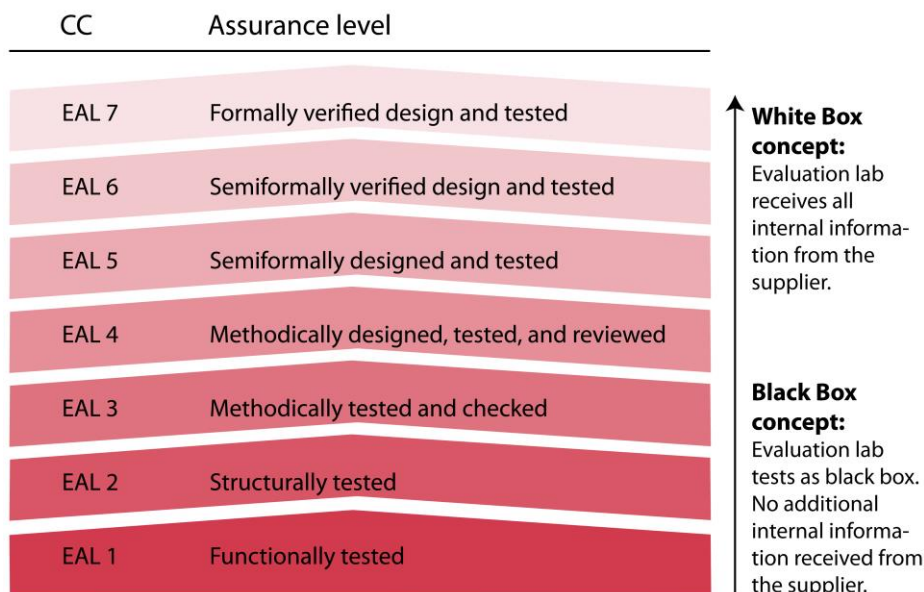 CC Assurance level
EAL 7 Formally verified design and tested
EAL 6 Semiformally verified design and tested
EAL 5 Semiformally designed and tested
EAL 4 Methodically designed, tested, and reviewed
EAL 3 Methodically tested and checked
EAL 2 Structurally tested
EAL 1 Functionally tested
White Box
concept:
Evaluation lab
receives all
internal informa-
tion from the
supplier.
Black Box
concept:
Evaluation lab
tests as black box.
No additional
internal informa-
tion received from
the supplier.